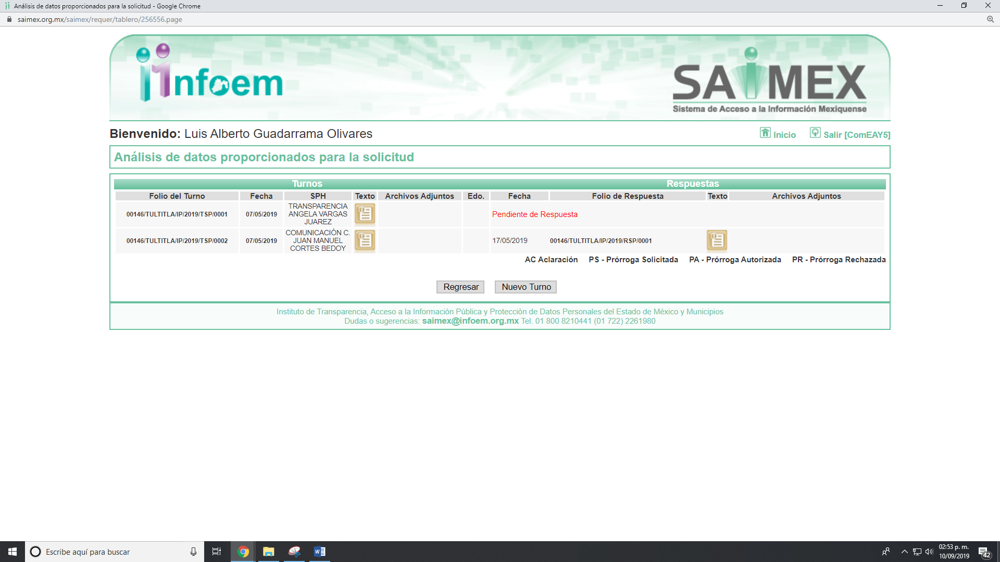 Análisis de datos proporcionados para la solicitud - Google Chrome
saimex.org.mx/saimex/requer/tablero/256556.page
infoem
SAIMEX
Sistema de Acceso a la Información Mexiquense
Bienvenido: Luis Alberto Guadarrama Olivares
Inicio Salir [ComEAY5]
Análisis de datos proporcionados para la solicitud
Turnos Respuestas
Folio del Turno Fecha SPH Texto Archivos Adjuntos Edo. Fecha Folio de Respuesta Texto Archivos Adjuntos
00146/TULTITLA/IP/2019/TSP/0001 07/05/2019 TRANSPARENCIA ANGELA VARGAS JUAREZ Pendiente de Respuesta
00146/TULTITLA/IP/2019/TSP/0002 07/05/2019 COMUNICACIÓN C. JUAN MANUEL CORTES BEDOY 17/05/2019 00146/TULTITLA/IP/2019/RSP/0001
AC Aclaración PS - Prórroga Solicitada PA - Prórroga Autorizada PR - Prórroga Rechazada
Regresar Nuevo Turno
Instituto de Transparencia, Acceso a la Información Pública y Protección de Datos Personales del Estado de México y Municipios
Dudas o sugerencias: saimex@infoem.org.mx Tel. 01 800 8210441 (01 722) 2261980
Escribe aquí para buscar
02:53 p. m.
10/09/2019
42